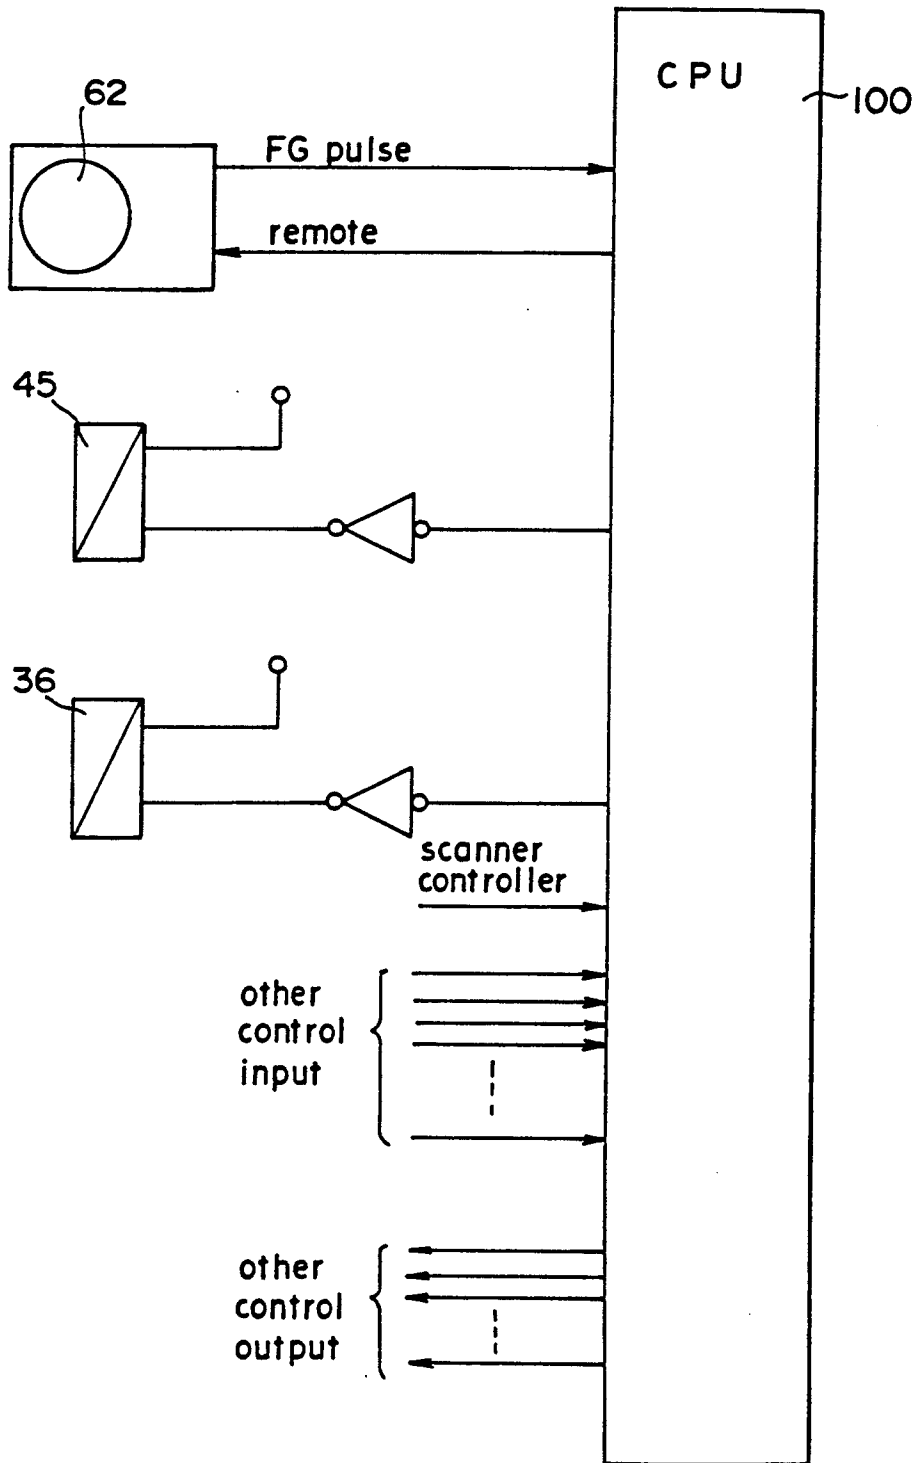 CPU
100
62
FG pulse
remote
45
36
scanner
controller
other
control
input
other
control
output